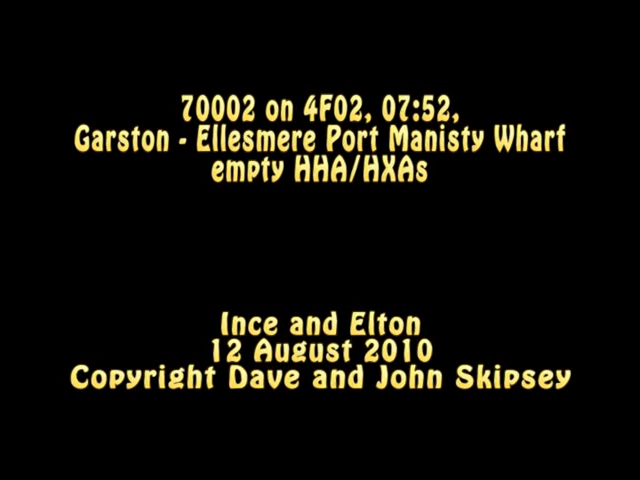 70002 on 4F02, 07:52,
Garston - Ellesmere Port Manisty Wharf
empty HHA/HXAs
Ince and Elton
12 August 2010
Copyright Dave and John Skipsey